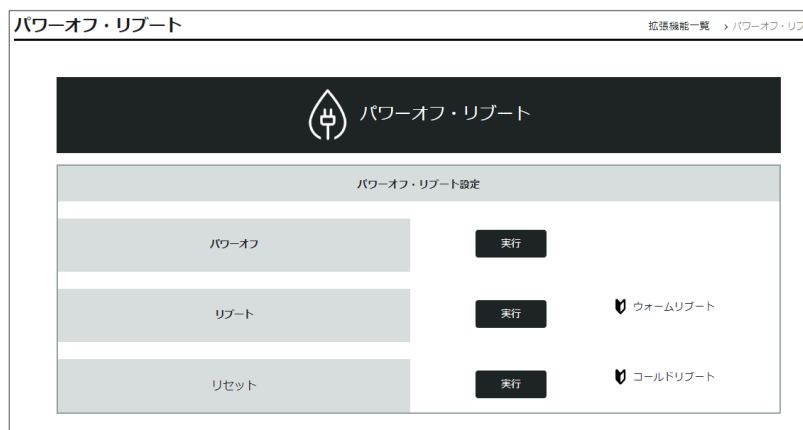 パワーオフ・リブート
拡張機能一覧 › パワーオフ・リブ
パワーオフ・リブート
パワーオフ・リブート設定
パワーオフ 実行
リブート 実行 ウォームリブート
リセット 実行 コールドリブート